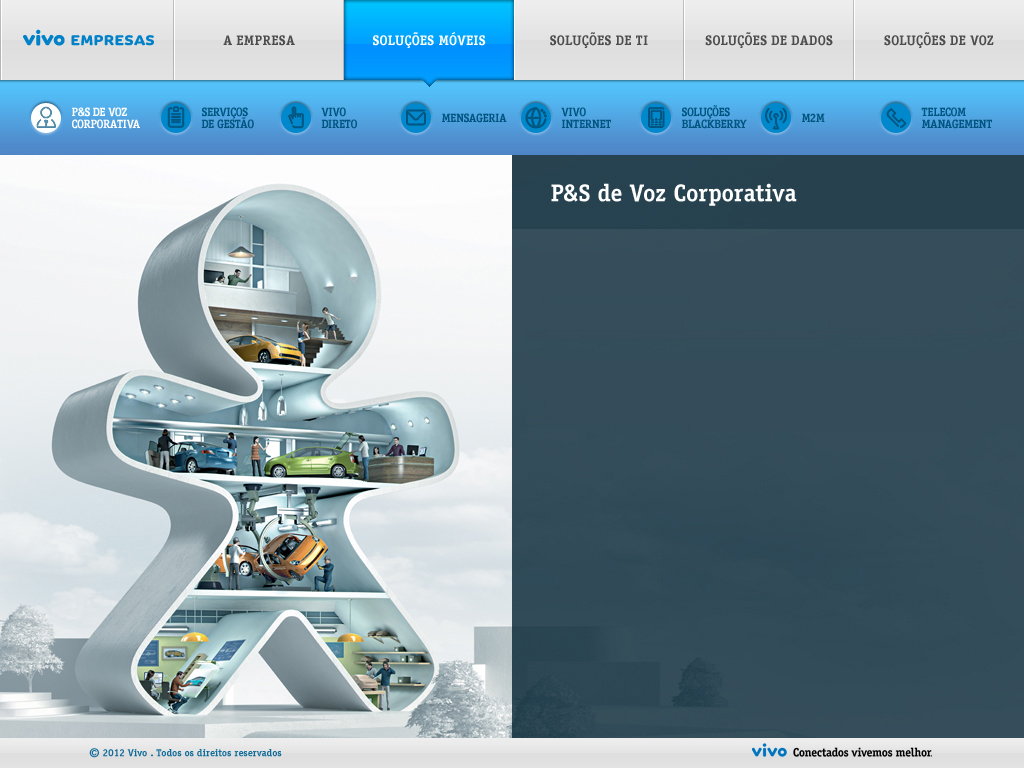 vivo EMPRESAS
A EMPRESA
SOLUÇÕES MÓVEIS
SOLUÇÕES DE TI
SOLUÇÕES DE DADOS
SOLUÇÕES DE VOZ
P&S DE VOZ
CORPORATIVA
SERVIÇOS
DE GESTÃO
VIVO
DIRETO
MENSAGERIA
VIVO
INTERNET
SOLUÇÕES
BLACKBERRY
M2M
TELECOM
MANAGEMENT
P&S de Voz Corporativa
© 2012 Vivo . Todos os direitos reservados
vivo Conectados vivemos melhor.